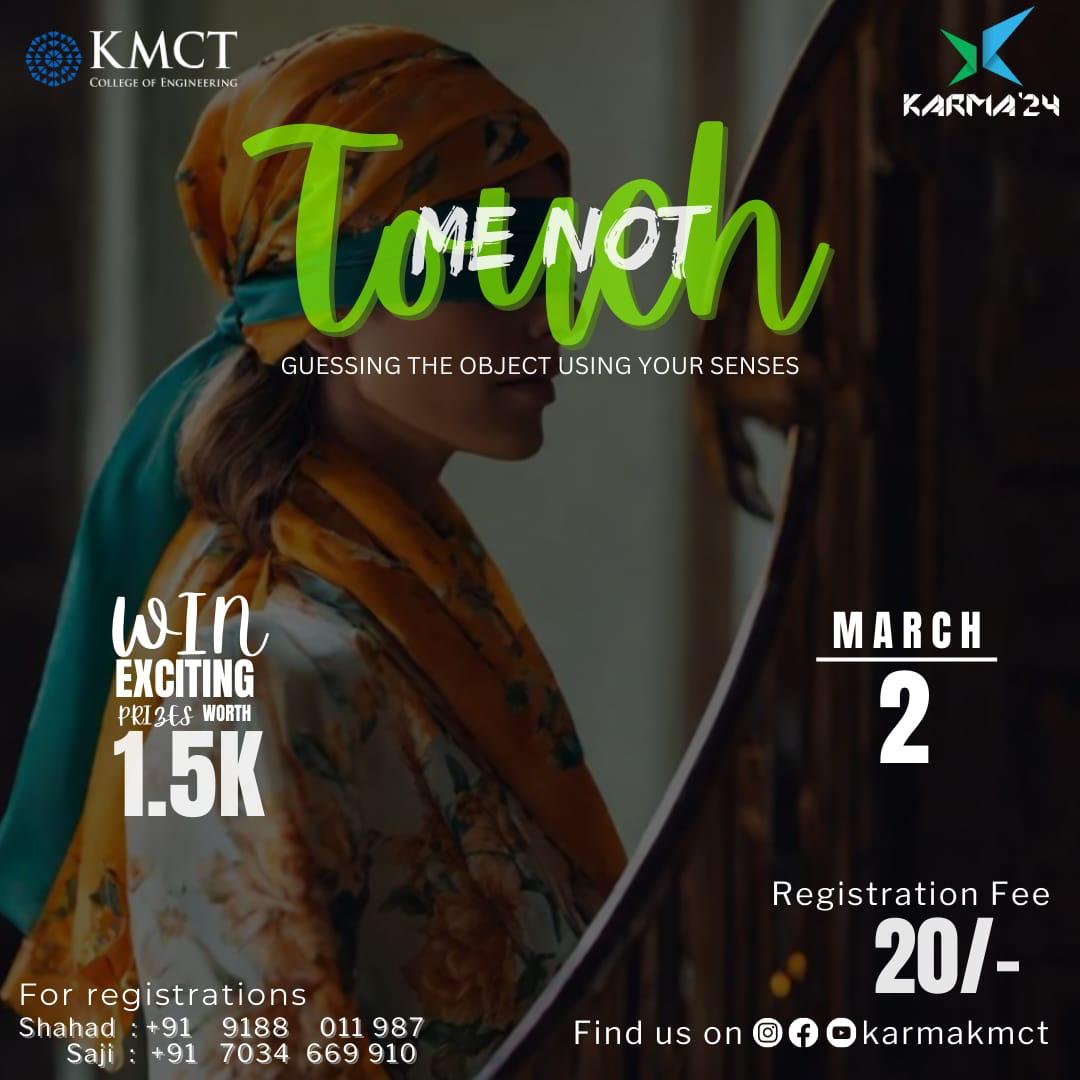 KMCT
COLLEGE OF ENGINEERING
KARMA'24
Touch
ME NOT
GUESSING THE OBJECT USING YOUR SENSES
WIN
EXCITING
PRIZES WORTH
1.5K
MARCH
2
Registration Fee
20/-
For registrations
Shahad : +91 9188 011 987
Saji : +91 7034 669 910
Find us on karmakmct